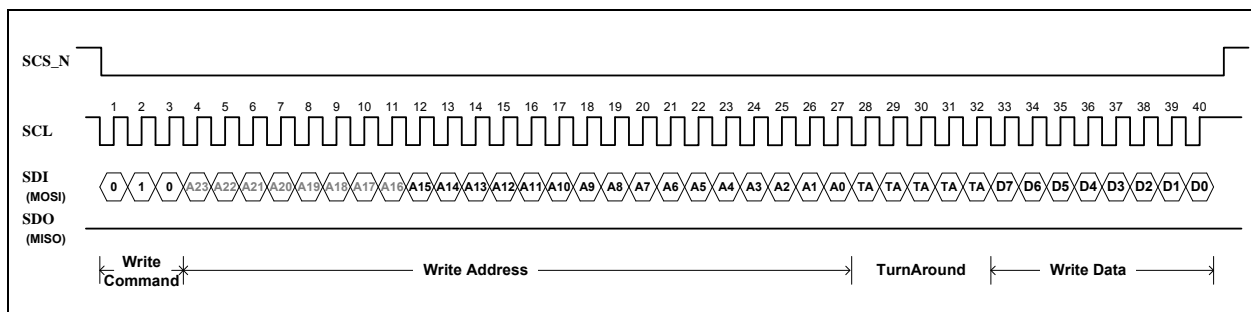 SCS_N
1 2 3 4 5 6 7 8 9 10 11 12 13 14 15 16 17 18 19 20 21 22 23 24 25 26 27 28 29 30 31 32 33 34 35 36 37 38 39 40
SCL
SDI
(MOSI)
0 1 0 A23 A22 A21 A20 A19 A18 A17 A16 A15 A14 A13 A12 A11 A10 A9 A8 A7 A6 A5 A4 A3 A2 A1 A0 TA TA TA TA TA D7 D6 D5 D4 D3 D2 D1 D0
SDO
(MISO)
Write
Command
Write Address
TurnAround
Write Data